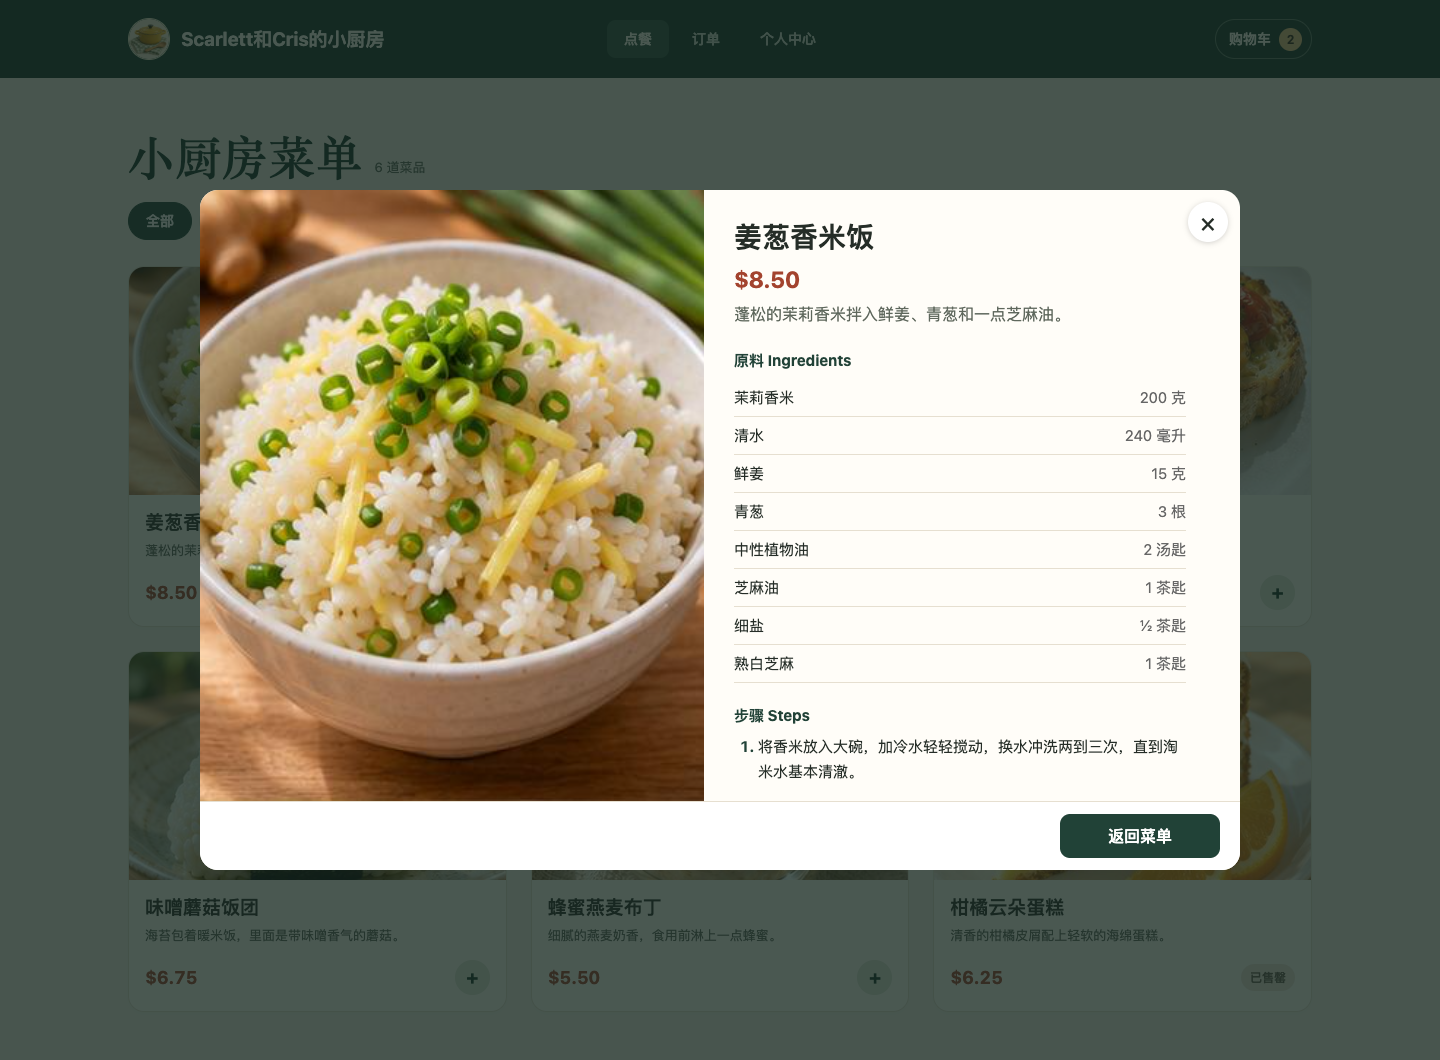 Scarlett和Cris的小厨房
点餐
订单
个人中心
购物车 2
小厨房菜单 6 道菜品
全部
姜葱香米饭
$8.50
蓬松的茉莉香米拌入鲜姜、青葱和一点芝麻油。
原料 Ingredients
茉莉香米 200 克
清水 240 毫升
鲜姜 15 克
青葱 3 根
中性植物油 2 汤匙
芝麻油 1 茶匙
细盐 ½ 茶匙
熟白芝麻 1 茶匙
步骤 Steps
1. 将香米放入大碗，加冷水轻轻搅动，换水冲洗两到三次，直到淘
米水基本清澈。
返回菜单
姜葱香
蓬松的茉
$8.50
味噌蘑菇饭团
海苔包着暖米饭，里面是带味噌香气的蘑菇。
$6.75
蜂蜜燕麦布丁
细腻的燕麦奶香，食用前淋上一点蜂蜜。
$5.50
柑橘云朵蛋糕
清香的柑橘皮屑配上轻软的海绵蛋糕。
$6.25
已售罄